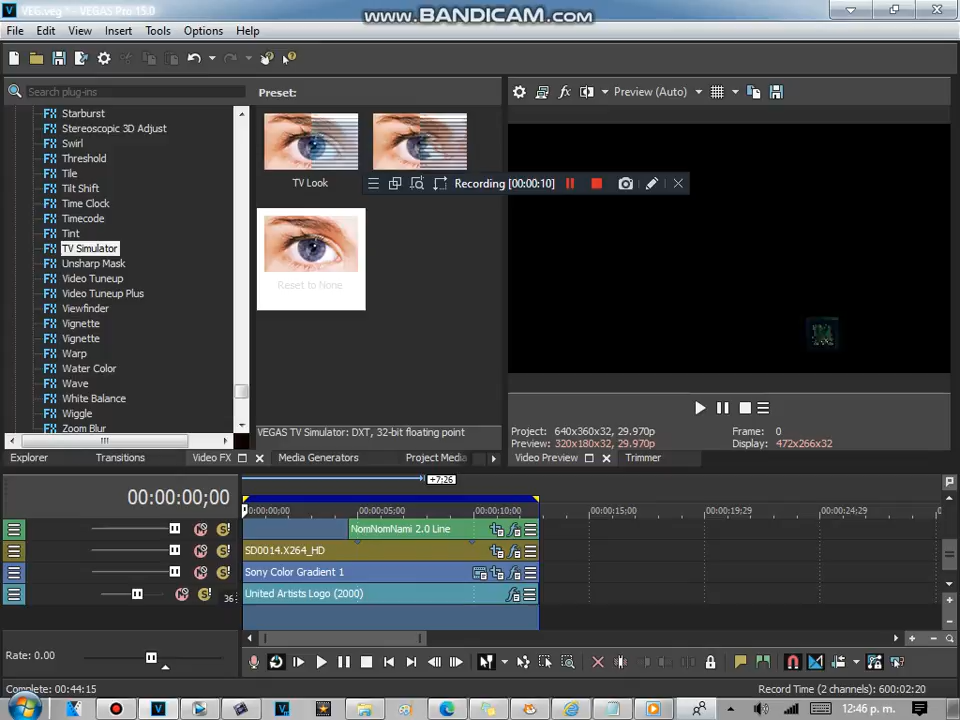 VEG.veg * - VEGAS Pro 15.0
www.BANDICAM.com
File Edit View Insert Tools Options Help
Search plug-ins
Preset:
Preview (Auto)
Starburst
Stereoscopic 3D Adjust
Swirl
Threshold
Tile
Tilt Shift
Time Clock
Timecode
Tint
TV Simulator
Unsharp Mask
Video Tuneup
Video Tuneup Plus
Viewfinder
Vignette
Vignette
Warp
Water Color
Wave
White Balance
Wiggle
Zoom Blur
TV Look
Recording [00:00:10]
Reset to None
VEGAS TV Simulator: DXT, 32-bit floating point
Project: 640x360x32, 29.970p
Frame: 0
Preview: 320x180x32, 29.970p
Display: 472x266x32
Explorer Transitions Video FX Media Generators Project Media
Video Preview Trimmer
+7;26
00:00:00;00
00:00:05;00 00:00:10;00 00:00:15;00 00:00:19;29 00:00:24;29
NomNomNami 2.0 Line
SD0014.X264_HD
Sony Color Gradient 1
United Artists Logo (2000)
36
Rate: 0.00
Complete: 00:44:15
Record Time (2 channels): 600:02:20
12:46 p. m.